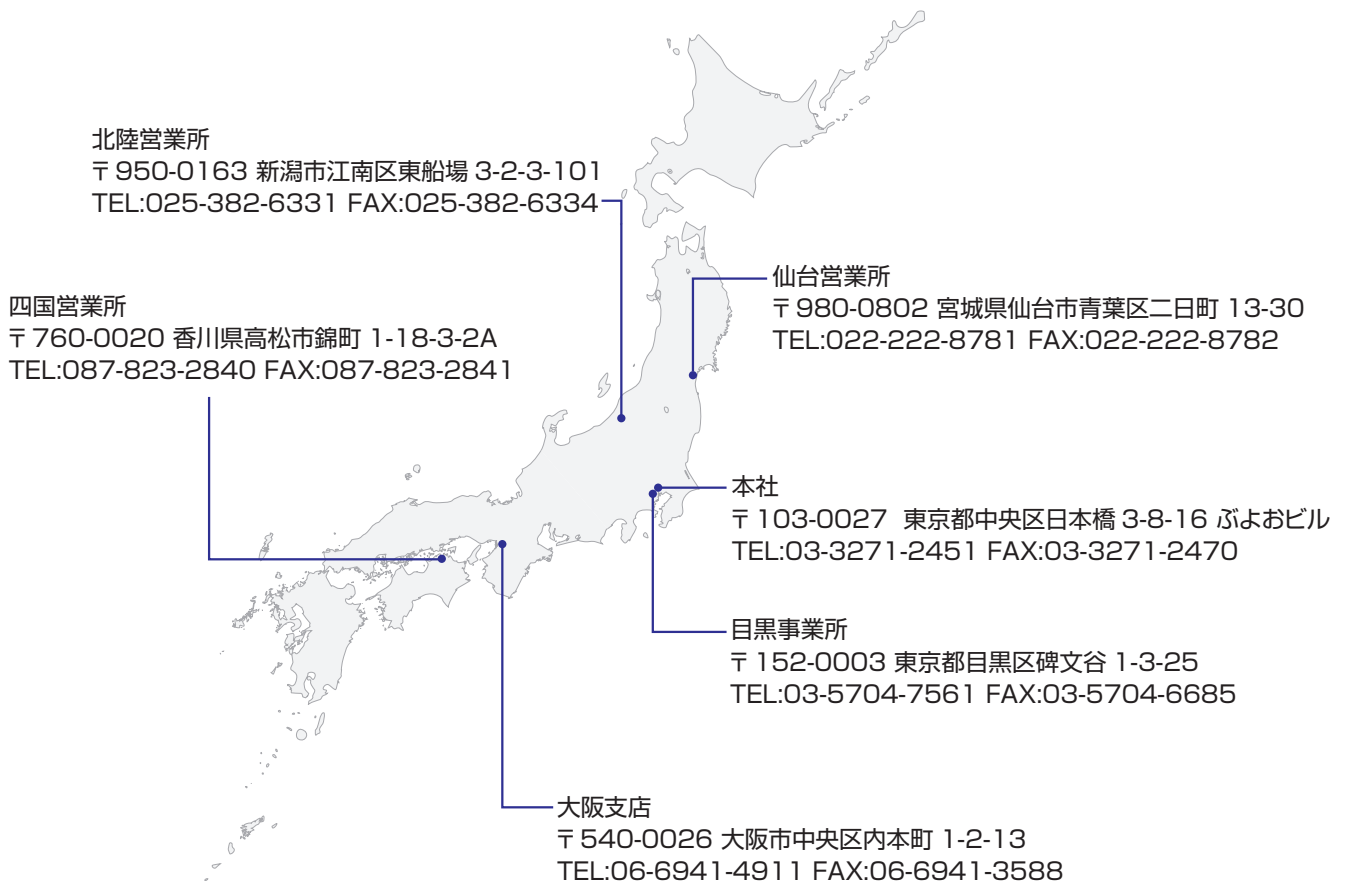 北陸営業所
〒950-0163 新潟市江南区東船場 3-2-3-101
TEL:025-382-6331 FAX:025-382-6334
仙台営業所
〒980-0802 宮城県仙台市青葉区二日町 13-30
TEL:022-222-8781 FAX:022-222-8782
四国営業所
〒760-0020 香川県高松市錦町 1-18-3-2A
TEL:087-823-2840 FAX:087-823-2841
本社
〒103-0027 東京都中央区日本橋 3-8-16 ぶよおビル
TEL:03-3271-2451 FAX:03-3271-2470
目黒事業所
〒152-0003 東京都目黒区碑文谷 1-3-25
TEL:03-5704-7561 FAX:03-5704-6685
大阪支店
〒540-0026 大阪市中央区内本町 1-2-13
TEL:06-6941-4911 FAX:06-6941-3588